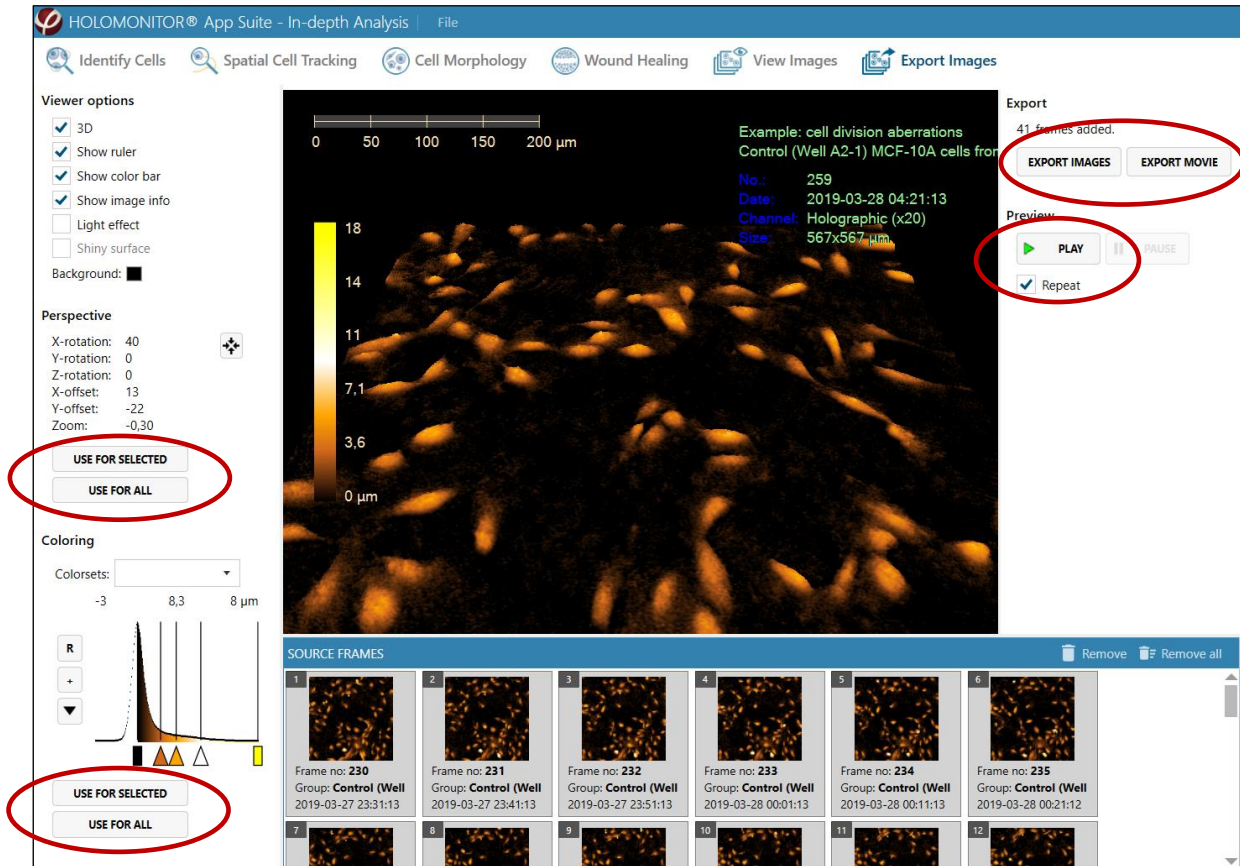 HOLOMONITOR® App Suite - In-depth Analysis File
Identify Cells Spatial Cell Tracking Cell Morphology Wound Healing View Images Export Images
Viewer options
3D
Show ruler
Show color bar
Show image info
Light effect
Shiny surface
Background:
Perspective
X-rotation: 40
Y-rotation: 0
Z-rotation: 0
X-offset: 13
Y-offset: -22
Zoom: -0,30
USE FOR SELECTED
USE FOR ALL
Coloring
Colorsets:
-3 8,3 8 µm
R
+
USE FOR SELECTED
USE FOR ALL
0 50 100 150 200 µm
Example: cell division aberrations
Control (Well A2-1) MCF-10A cells from
No.: 259
Date: 2019-03-28 04:21:13
Channel: Holographic (x20)
Size: 567x567 µm
18
14
11
7,1
3,6
0 µm
Export
41 frames added.
EXPORT IMAGES EXPORT MOVIE
Preview
PLAY PAUSE
Repeat
SOURCE FRAMES Remove Remove all
1 2 3 4 5 6
Frame no: 230 Frame no: 231 Frame no: 232 Frame no: 233 Frame no: 234 Frame no: 235
Group: Control (Well Group: Control (Well Group: Control (Well Group: Control (Well Group: Control (Well Group: Control (Well
2019-03-27 23:31:13 2019-03-27 23:41:13 2019-03-27 23:51:13 2019-03-28 00:01:13 2019-03-28 00:11:13 2019-03-28 00:21:12
7 8 9 10 11 12